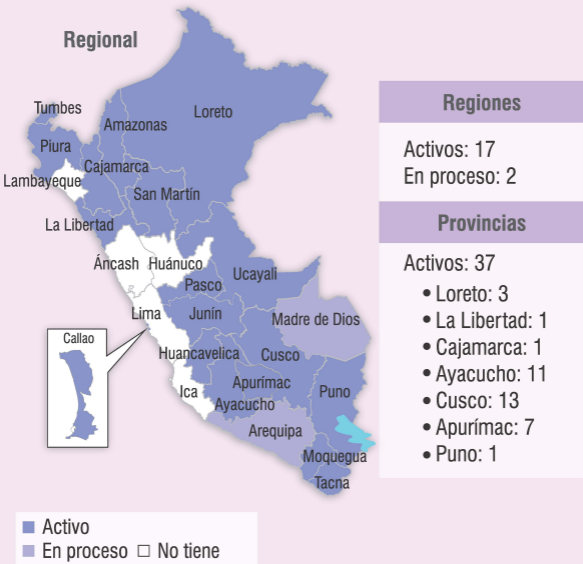 Regional
Tumbes
Piura
Lambayeque
Amazonas
Loreto
Cajamarca
San Martín
La Libertad
Áncash
Huánuco
Ucayali
Pasco
Lima
Junín
Madre de Dios
Callao
Huancavelica
Cusco
Ica
Apurímac
Puno
Ayacucho
Arequipa
Moquegua
Tacna
Activo
En proceso
No tiene
Regiones
Activos: 17
En proceso: 2
Provincias
Activos: 37
• Loreto: 3
• La Libertad: 1
• Cajamarca: 1
• Ayacucho: 11
• Cusco: 13
• Apurímac: 7
• Puno: 1